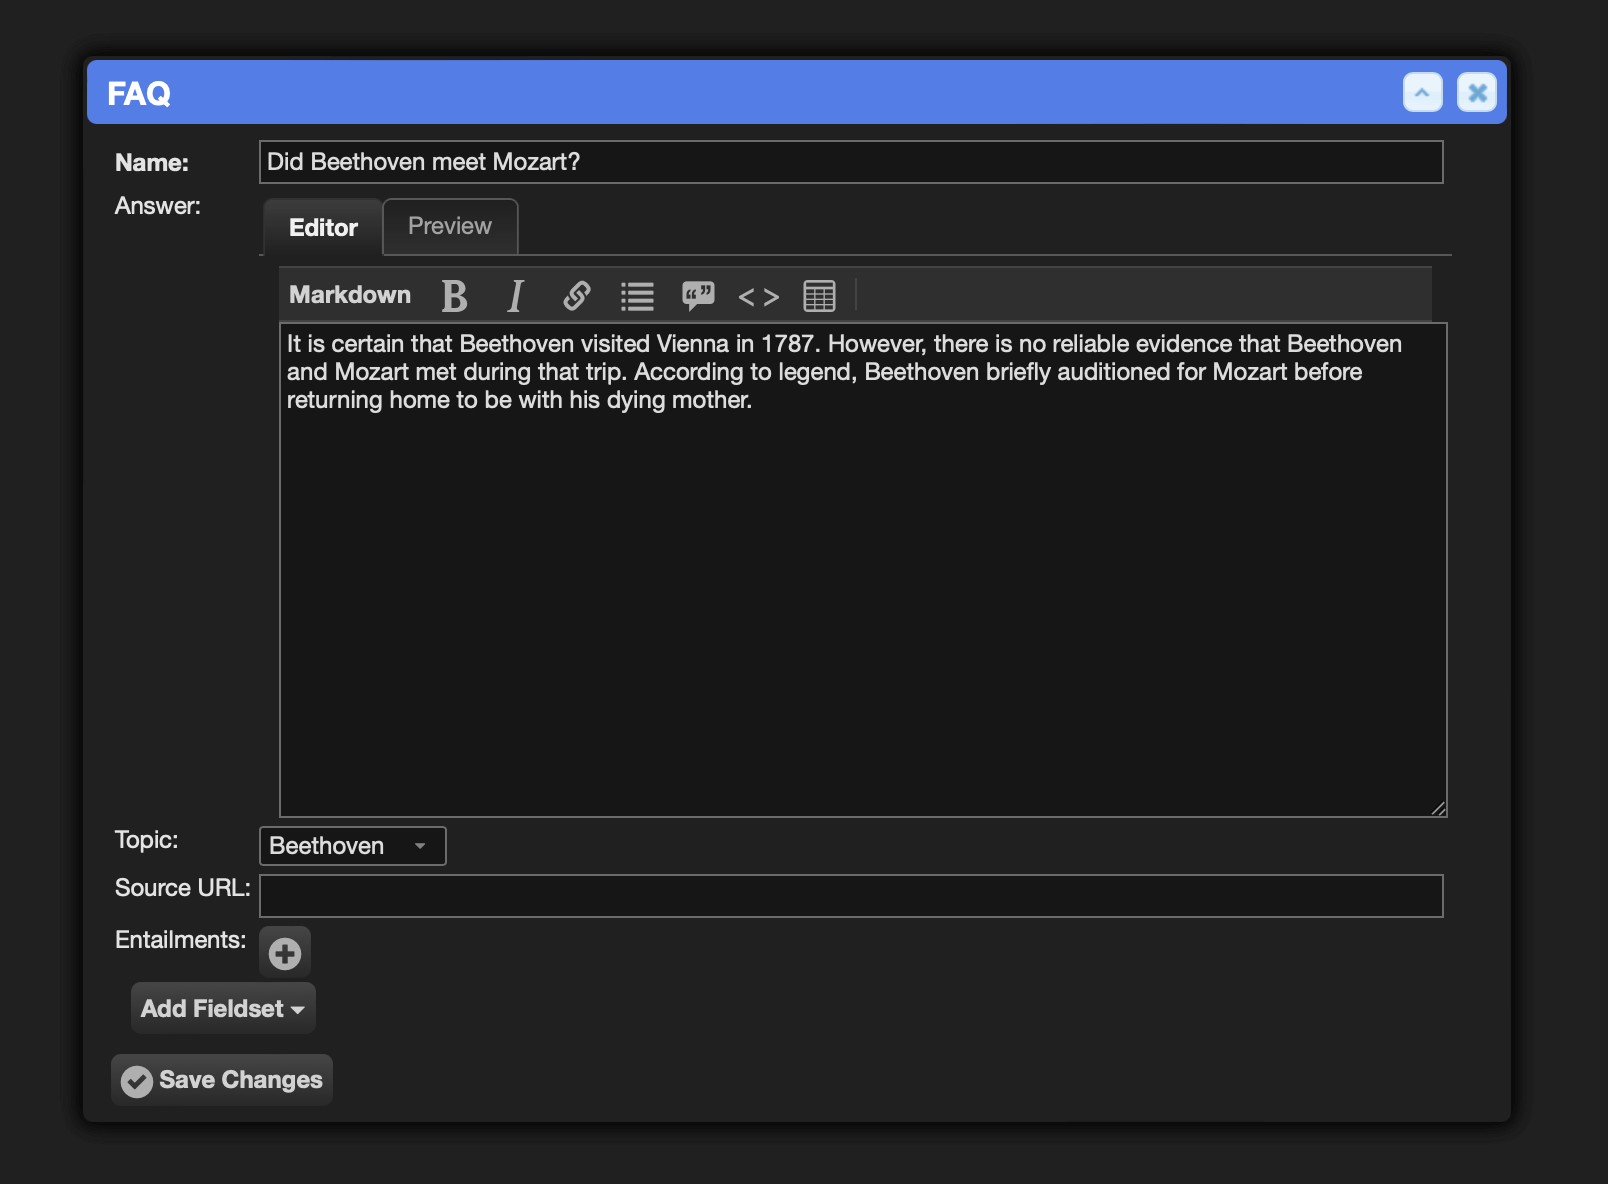 FAQ
Name: Did Beethoven meet Mozart?
Answer:
Editor Preview
Markdown B I “” < >
It is certain that Beethoven visited Vienna in 1787. However, there is no reliable evidence that Beethoven
and Mozart met during that trip. According to legend, Beethoven briefly auditioned for Mozart before
returning home to be with his dying mother.
Topic: Beethoven
Source URL:
Entailments:
Add Fieldset
Save Changes